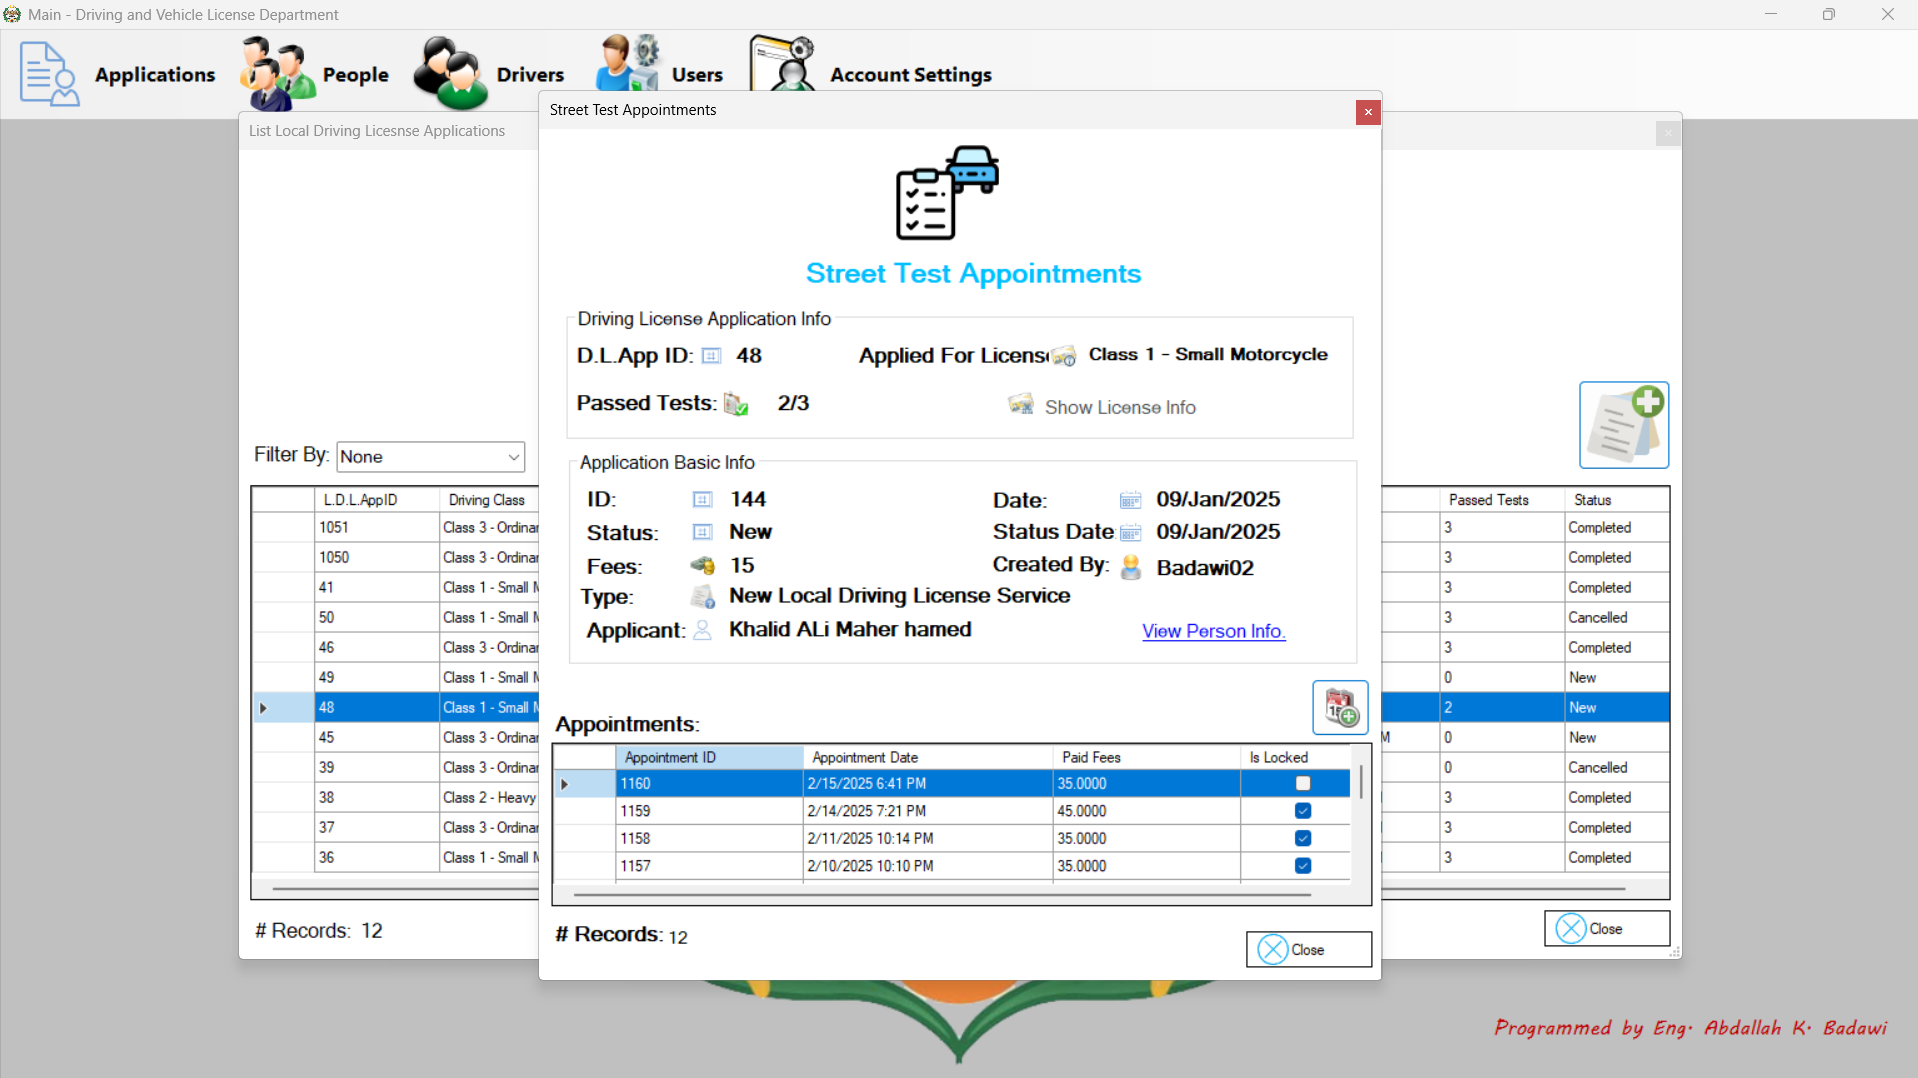 Main - Driving and Vehicle License Department
Applications
People
Drivers
Users
Account Settings
List Local Driving Licesnse Applications
Filter By:
None
L.D.L.AppID Driving Class Passed Tests Status
1051 Class 3 - Ordinar 3 Completed
1050 Class 3 - Ordinar 3 Completed
41 Class 1 - Small 3 Completed
50 Class 1 - Small 3 Cancelled
46 Class 3 - Ordinar 3 Completed
49 Class 1 - Small 0 New
48 Class 1 - Small 2 New
45 Class 3 - Ordinar M 0 New
39 Class 3 - Ordinar 0 Cancelled
38 Class 2 - Heavy 3 Completed
37 Class 3 - Ordinar 3 Completed
36 Class 1 - Small 3 Completed
# Records: 12
Close
Street Test Appointments
Street Test Appointments
Driving License Application Info
D.L.App ID: 48
Applied For Licens Class 1 - Small Motorcycle
Passed Tests: 2/3
Show License Info
Application Basic Info
ID: 144
Date: 09/Jan/2025
Status: New
Status Date: 09/Jan/2025
Fees: 15
Created By: Badawi02
Type: New Local Driving License Service
Applicant: Khalid ALi Maher hamed
View Person Info.
Appointments:
Appointment ID Appointment Date Paid Fees Is Locked
1160 2/15/2025 6:41 PM 35.0000
1159 2/14/2025 7:21 PM 45.0000
1158 2/11/2025 10:14 PM 35.0000
1157 2/10/2025 10:10 PM 35.0000
# Records: 12
Close
Programmed by Eng. Abdallah K. Badawi